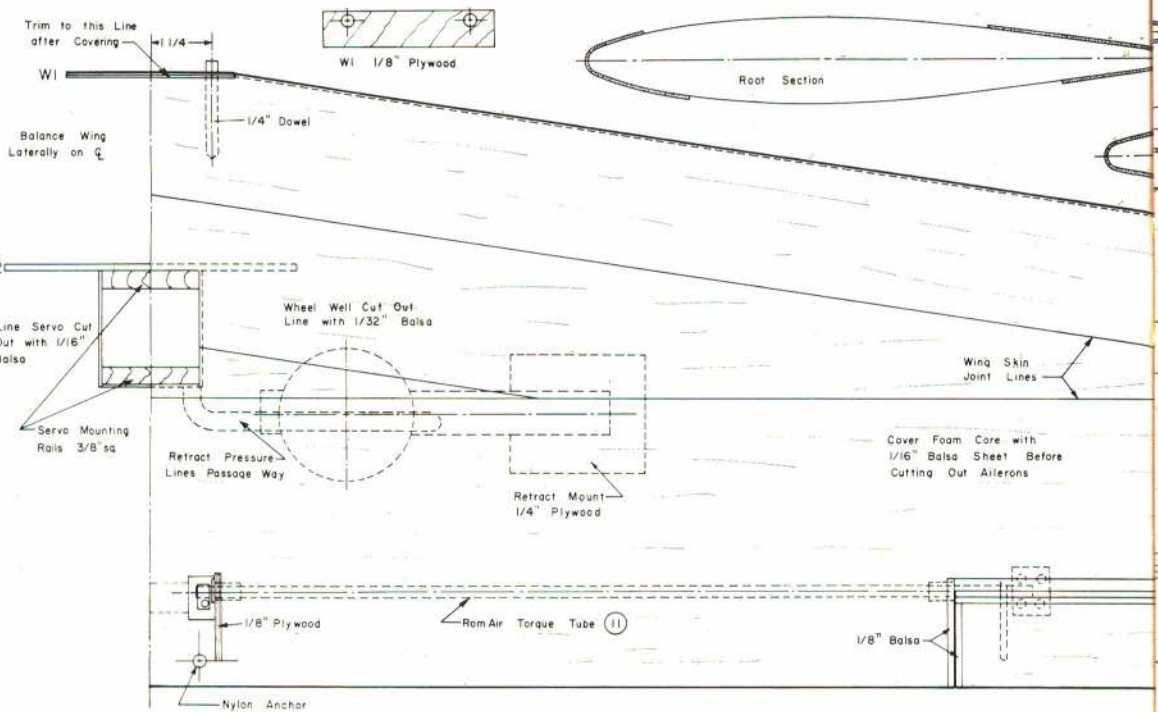 Trim to this Line
after Covering
1 1/4
W1 1/8" Plywood
W1
Root Section
1/4" Dowel
Balance Wing
Laterally on ℄
Line Servo Cut
Out with 1/16"
Balsa
Wheel Well Cut Out
Line with 1/32" Balsa
Wing Skin
Joint Lines
Servo Mounting
Rails 3/8" sq
Retract Pressure
Lines Passage Way
Retract Mount
1/4" Plywood
Cover Foam Core with
1/16" Balsa Sheet Before
Cutting Out Ailerons
1/8" Plywood
Rom Air Torque Tube 11
1/8" Balsa
Nylon Anchor